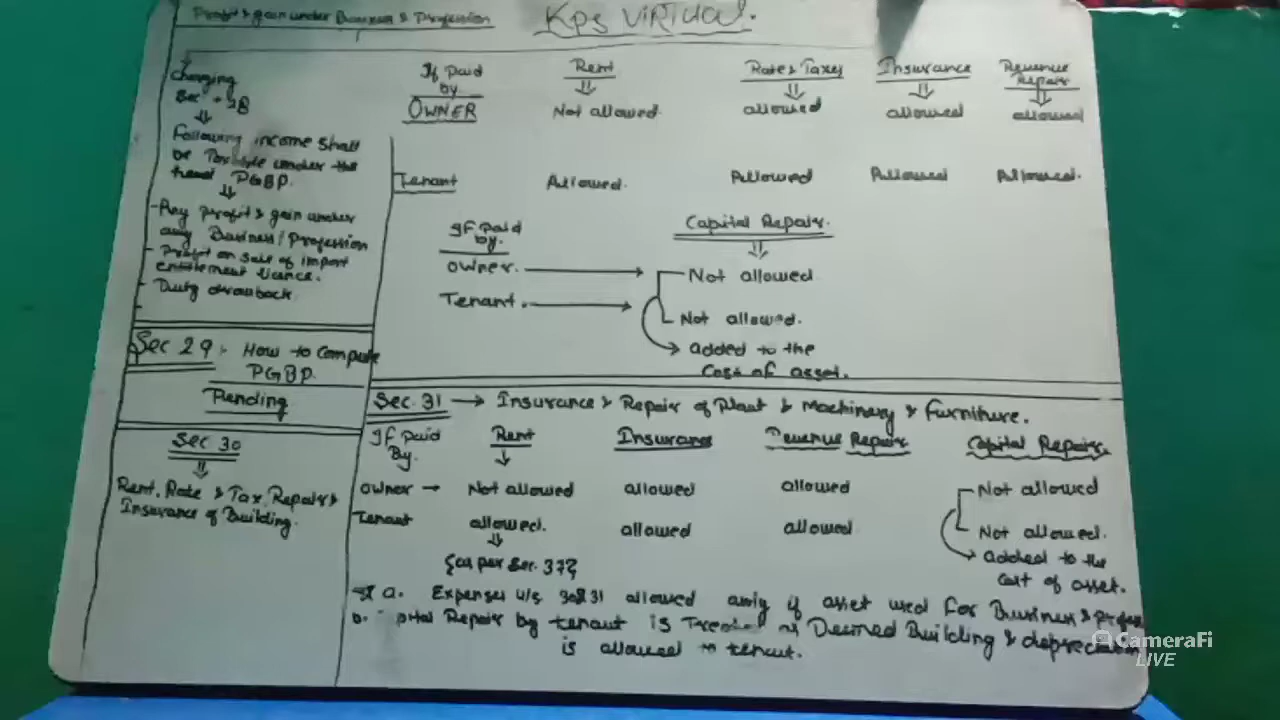 Profit & gain under Business & Profession
KPS VIRTUAL.
Charging
Sec - 28
Following income shall
be Taxable under the
head PGBP.
- Any profit & gain under
any Business/Profession
- Profit on sale of import
entitlement licence.
- Duty drawback
Sec 29 : How to Compute
PGBP.
Pending
Sec 30
Rent, Rate & Tax, Repairs &
Insurance of Building.
If paid by Rent Rates Taxes Insurance Revenue Repairs
OWNER Not allowed. allowed allowed allowed
Tenant Allowed. Allowed Allowed Allowed.
If paid by. Capital Repair.
owner. Not allowed
Tenant. Not allowed.
added to the
Cost of asset.
Sec. 31 → Insurance & Repair of Plant & Machinery & Furniture.
If paid By. Rent Insurance Revenue Repairs Capital Repairs.
Owner → Not allowed allowed allowed Not allowed
Tenant allowed. allowed allowed Not allowed.
added to the
cost of asset.
{as per Sec. 37}
a. Expenses u/s 30&31 allowed only if asset used for Business &
b. Repair by tenant is Treated as Deemed Building & depreciation
is allowed to tenant.
CameraFi
LIVE